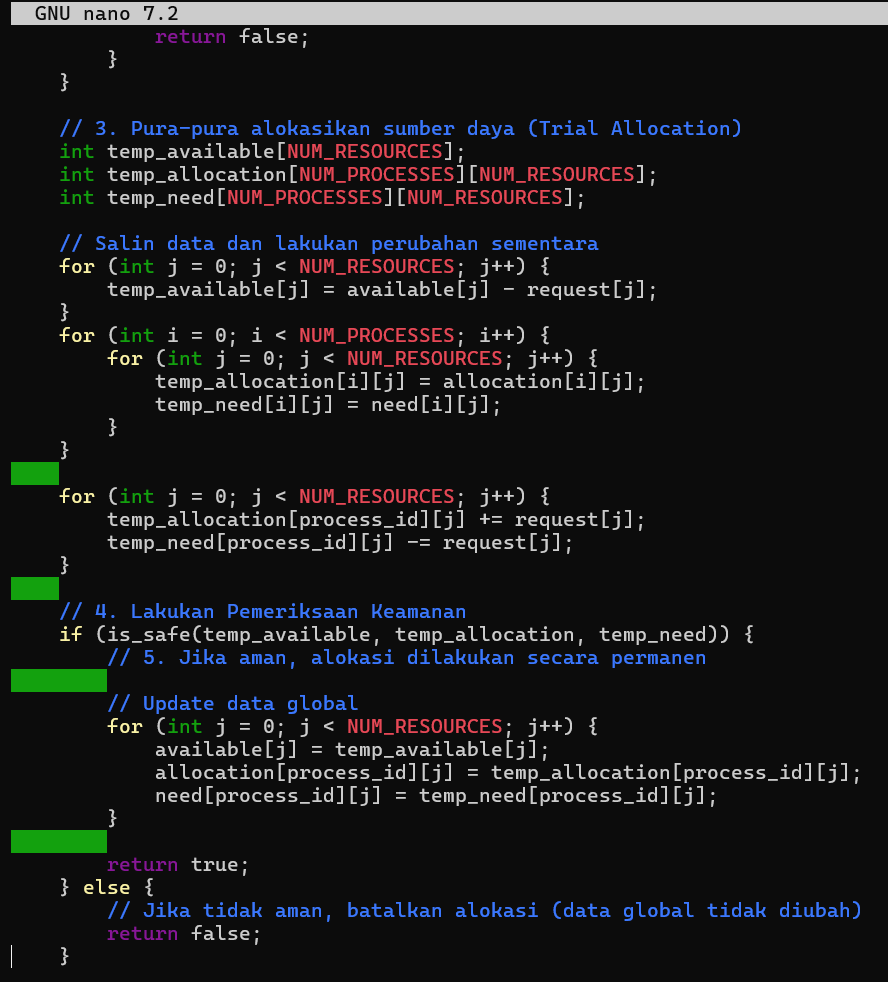 GNU nano 7.2
            return false;
        }
    }

    // 3. Pura-pura alokasikan sumber daya (Trial Allocation)
    int temp_available[NUM_RESOURCES];
    int temp_allocation[NUM_PROCESSES][NUM_RESOURCES];
    int temp_need[NUM_PROCESSES][NUM_RESOURCES];

    // Salin data dan lakukan perubahan sementara
    for (int j = 0; j < NUM_RESOURCES; j++) {
        temp_available[j] = available[j] - request[j];
    }
    for (int i = 0; i < NUM_PROCESSES; i++) {
        for (int j = 0; j < NUM_RESOURCES; j++) {
            temp_allocation[i][j] = allocation[i][j];
            temp_need[i][j] = need[i][j];
        }
    }

    for (int j = 0; j < NUM_RESOURCES; j++) {
        temp_allocation[process_id][j] += request[j];
        temp_need[process_id][j] -= request[j];
    }

    // 4. Lakukan Pemeriksaan Keamanan
    if (is_safe(temp_available, temp_allocation, temp_need)) {
        // 5. Jika aman, alokasi dilakukan secara permanen

        // Update data global
        for (int j = 0; j < NUM_RESOURCES; j++) {
            available[j] = temp_available[j];
            allocation[process_id][j] = temp_allocation[process_id][j];
            need[process_id][j] = temp_need[process_id][j];
        }

        return true;
    } else {
        // Jika tidak aman, batalkan alokasi (data global tidak diubah)
        return false;
    }